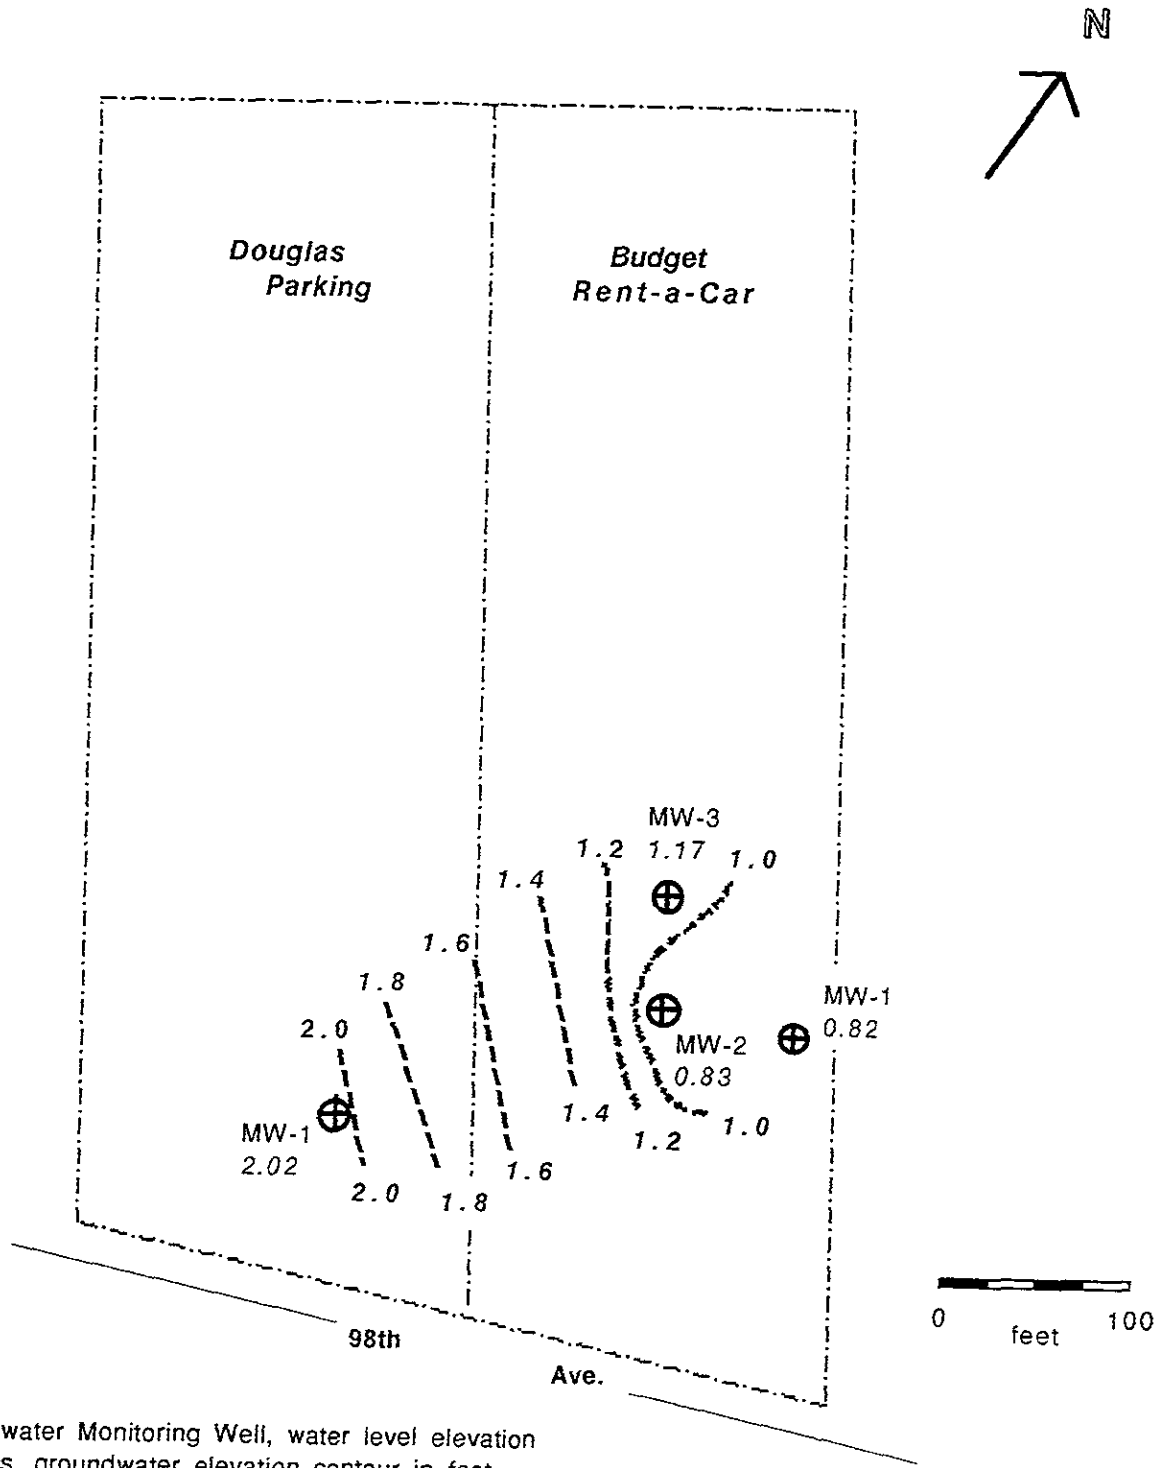 N
Douglas
Parking
Budget
Rent-a-Car
MW-3
1.2 1.17 1.0
1.4
1.6
1.8
2.0
MW-1
0.82
MW-2
0.83
MW-1
2.02
1.4
1.2
1.0
1.6
2.0
1.8
98th
Ave.
0 100
feet
water Monitoring Well, water level elevation
groundwater elevation contour in feet